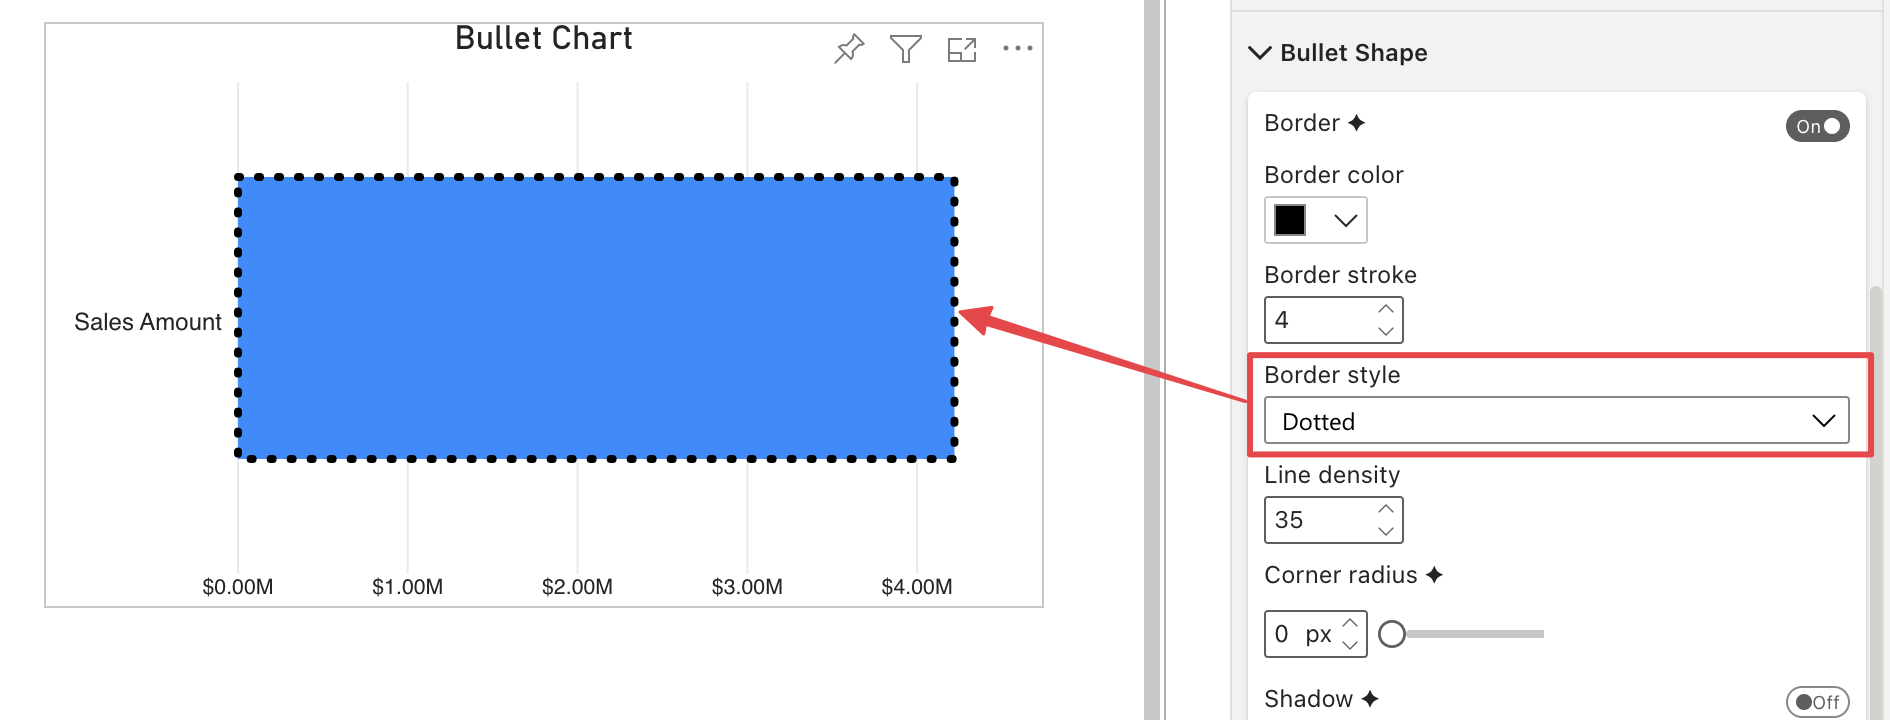 Bullet Chart
Sales Amount
$0.00M $1.00M $2.00M $3.00M $4.00M
Bullet Shape
Border
On
Border color
Border stroke
4
Border style
Dotted
Line density
35
Corner radius
0 px
Shadow
Off